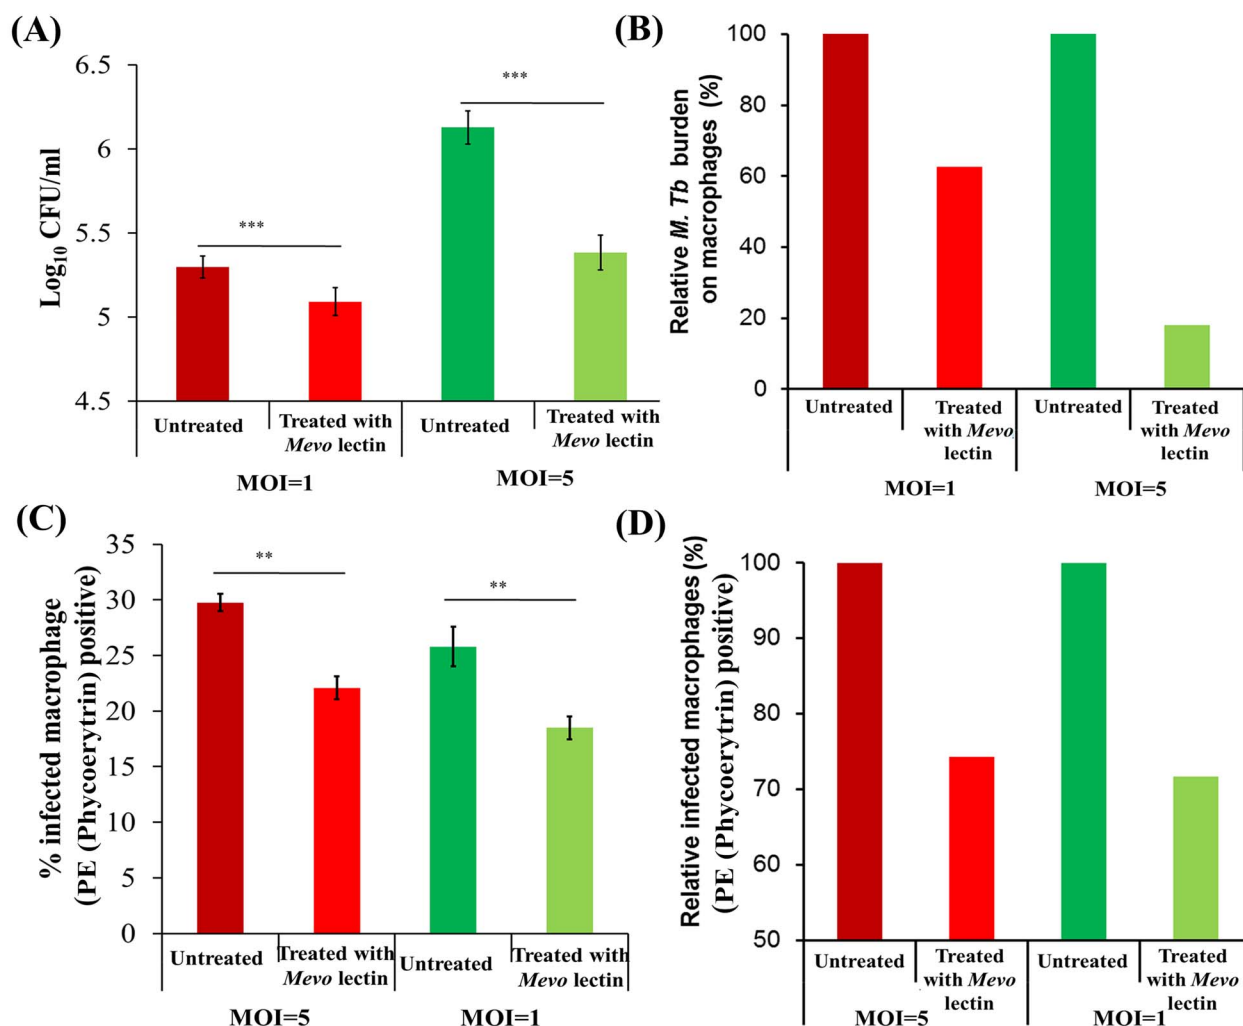 (A)
Log10 CFU/ml
6.5
6
5.5
5
4.5
***
***
Untreated
Treated with
Mevo lectin
Untreated
Treated with
Mevo lectin
MOI=1
MOI=5
(B)
Relative M. Tb burden
on macrophages (%)
100
80
60
40
20
0
Untreated
Treated
with Mevo
lectin
Untreated
Treated
with Mevo
lectin
MOI=1
MOI=5
(C)
% infected macrophage
(PE (Phycoerytrin) positive)
35
30
25
20
15
10
5
0
**
**
Untreated
Treated with
Mevo lectin
Untreated
Treated with
Mevo lectin
MOI=5
MOI=1
(D)
Relative infected macrophages (%)
(PE (Phycoerytrin) positive)
100
90
80
70
60
50
Untreated
Treated
with Mevo
lectin
Untreated
Treated
with Mevo
lectin
MOI=5
MOI=1